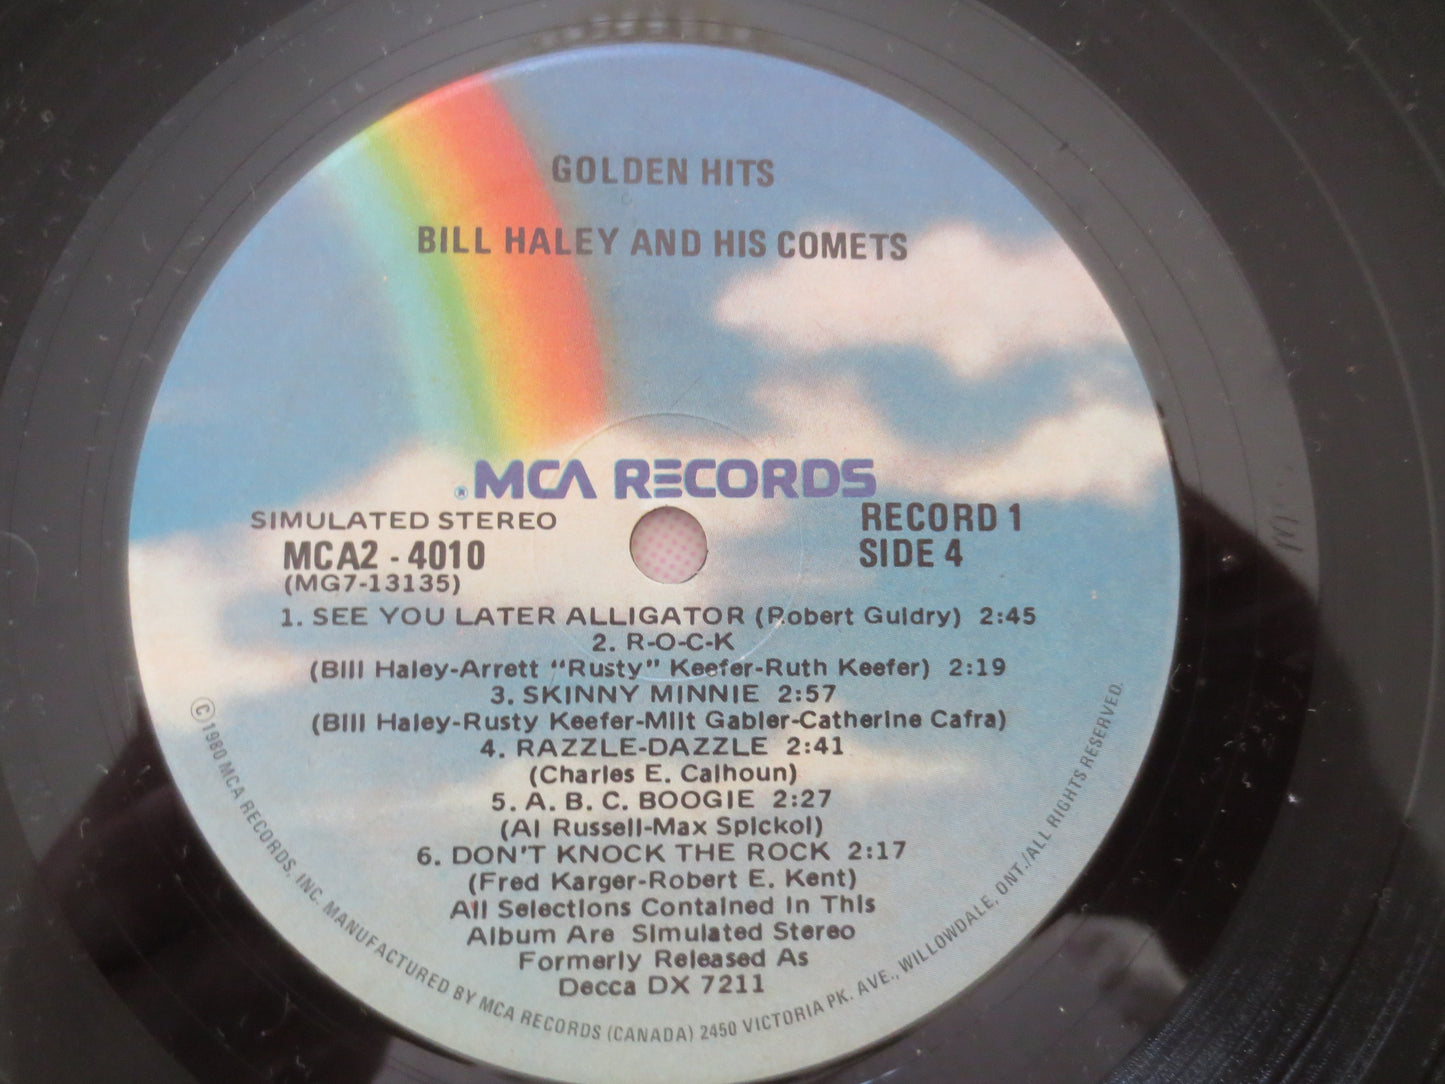 GOLDEN HITS
BILL HALEY AND HIS COMETS
® MCA RECORDS
SIMULATED STEREO
MCA2 - 4010
(MG7-13135)
RECORD 1
SIDE 4
1. SEE YOU LATER ALLIGATOR (Robert Guidry) 2:45
2. R-O-C-K
(Bill Haley-Arrett "Rusty" Keefer-Ruth Keefer) 2:19
3. SKINNY MINNIE 2:57
(Bill Haley-Rusty Keefer-Milt Gabler-Catherine Cafra)
4. RAZZLE-DAZZLE 2:41
(Charles E. Calhoun)
5. A. B. C. BOOGIE 2:27
(Al Russell-Max Spickol)
6. DON'T KNOCK THE ROCK 2:17
(Fred Karger-Robert E. Kent)
All Selections Contained In This
Album Are Simulated Stereo
Formerly Released As
Decca DX 7211
©1980 MCA RECORDS, INC. MANUFACTURED BY MCA RECORDS (CANADA) 2450 VICTORIA PK. AVE., WILLOWDALE, ONT./ALL RIGHTS RESERVED.